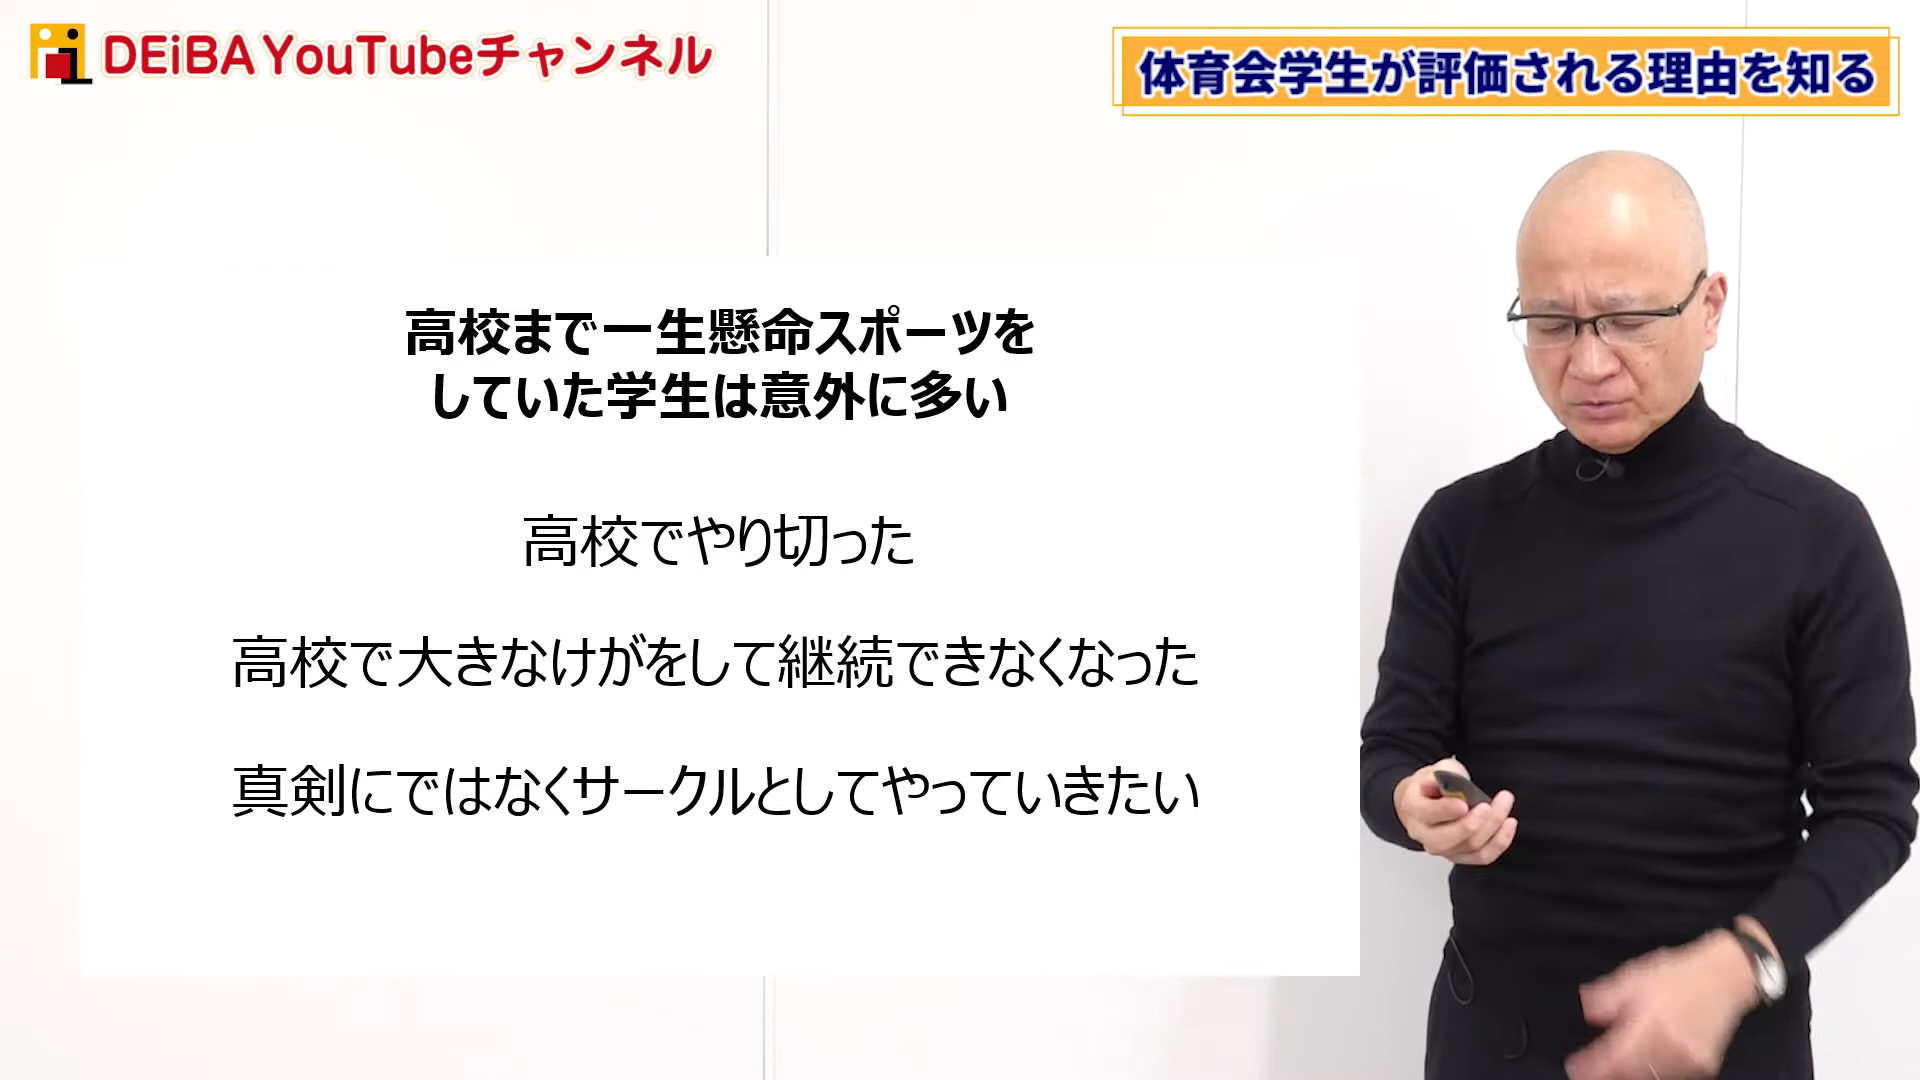 DEiBA YouTubeチャンネル
体育会学生が評価される理由を知る
高校まで一生懸命スポーツを
していた学生は意外に多い
高校でやり切った
高校で大きなけがをして継続できなくなった
真剣にではなくサークルとしてやっていきたい